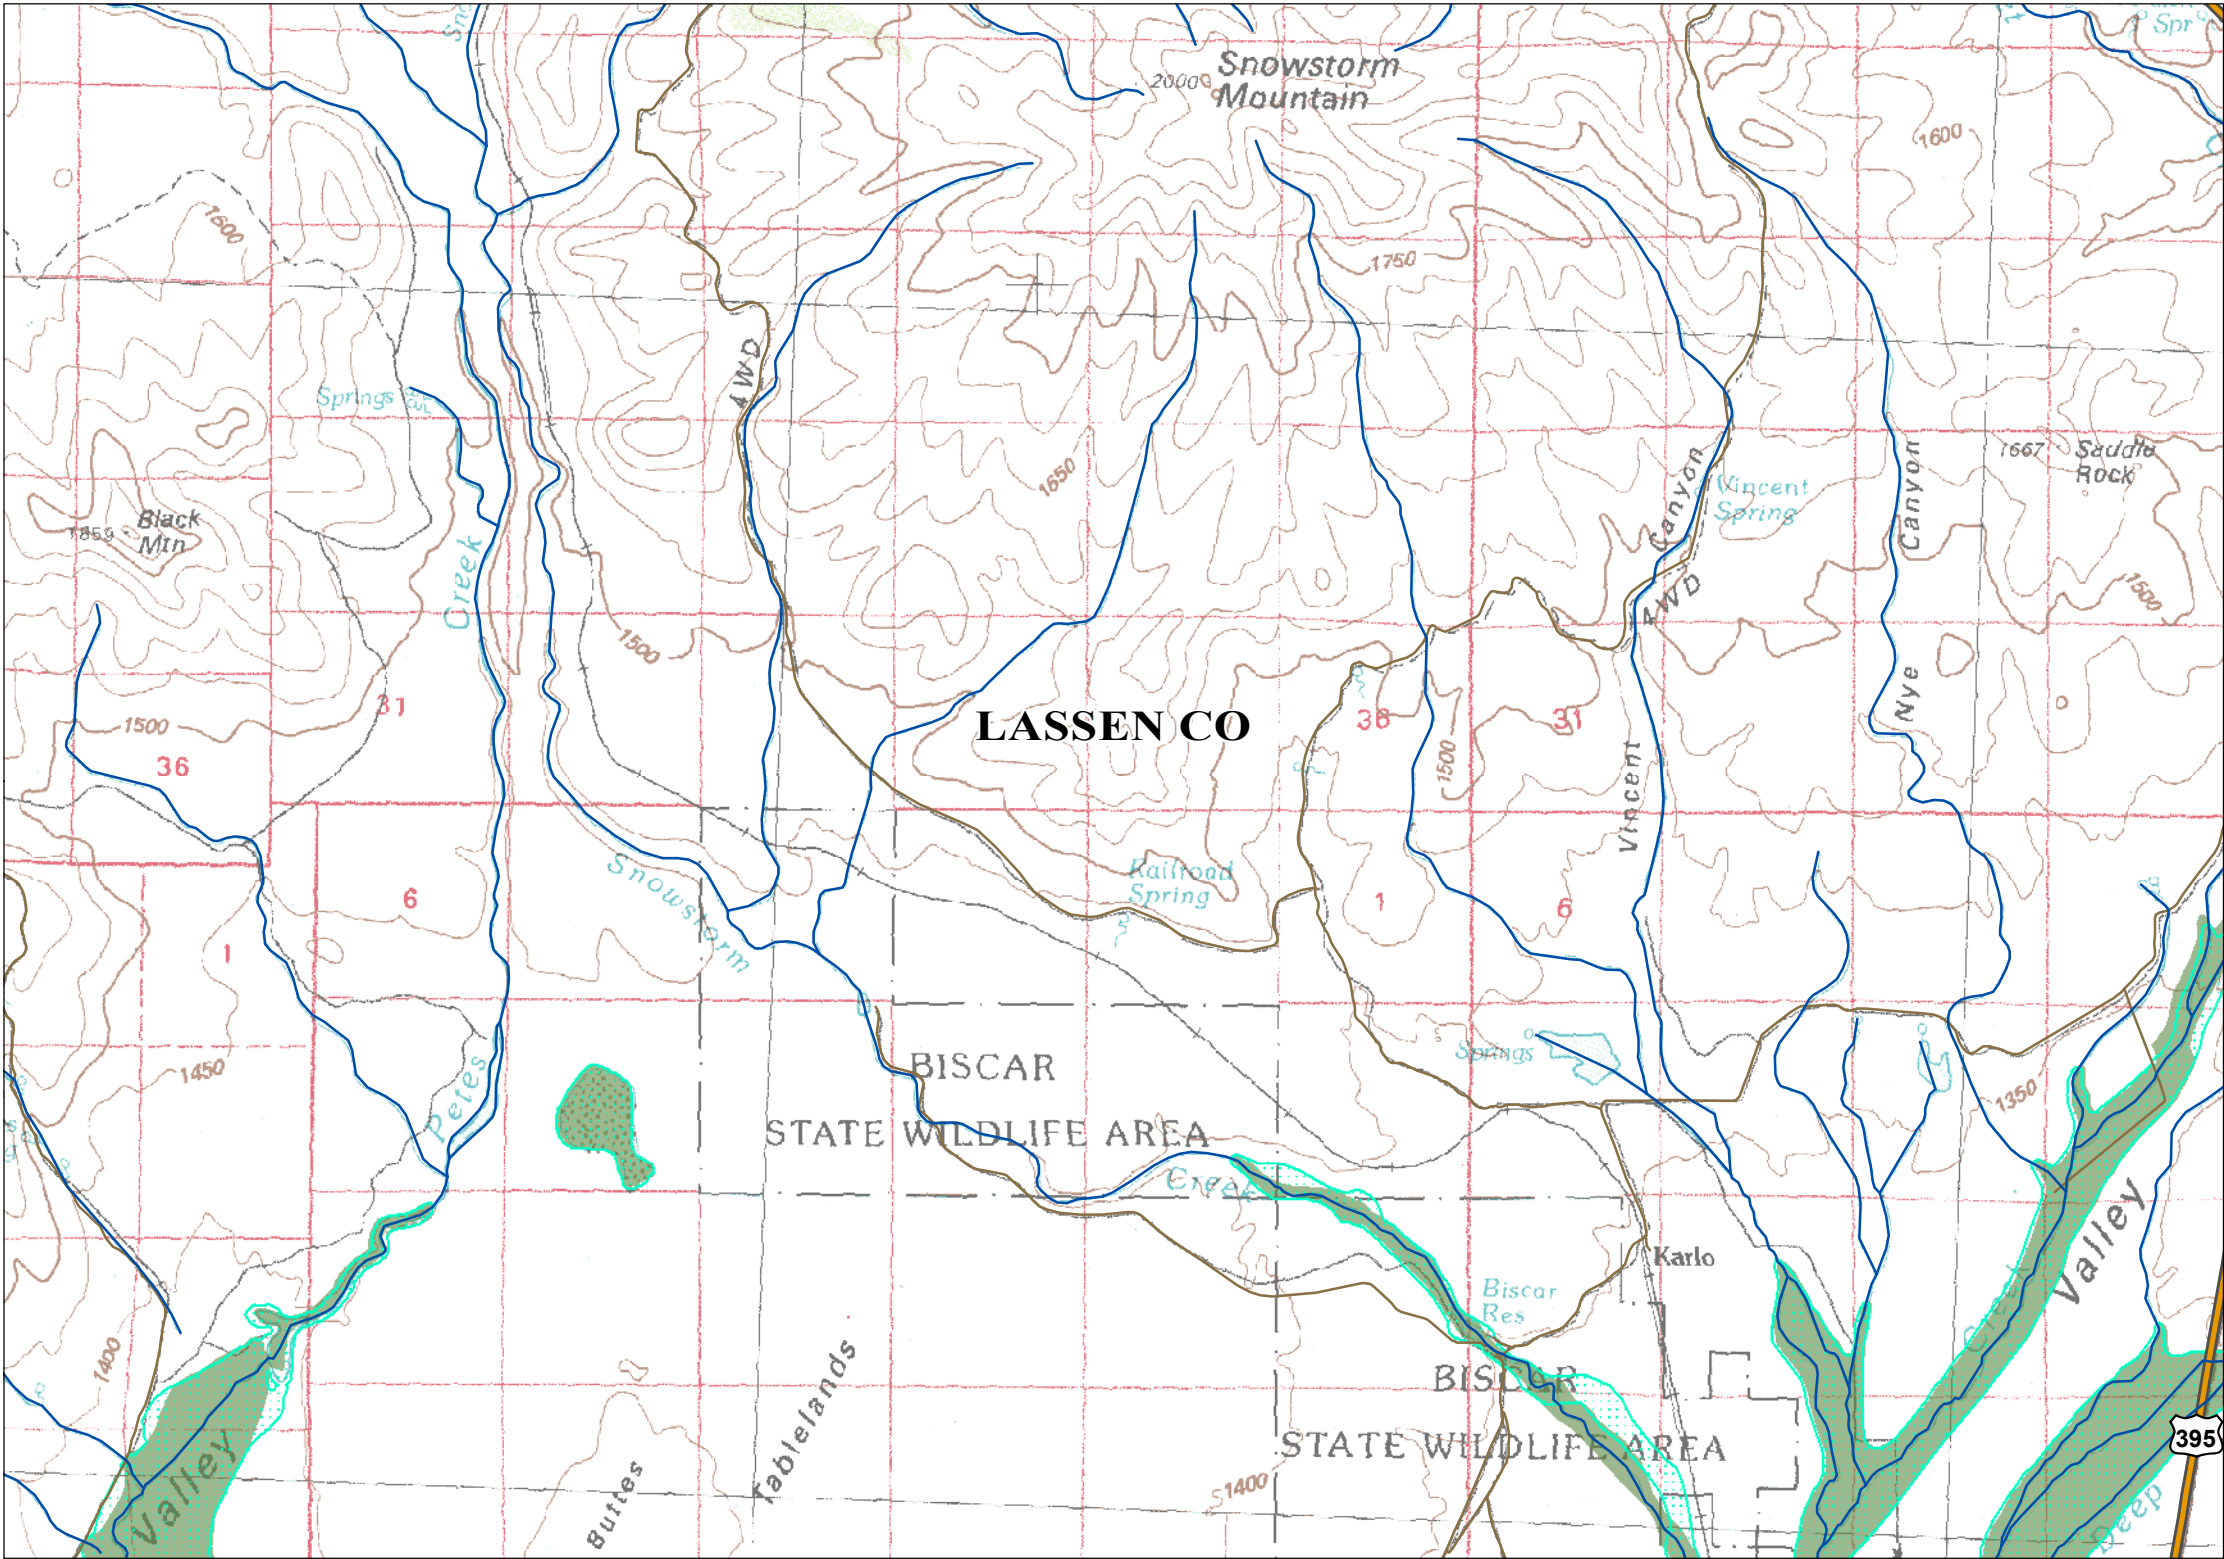 Spr
Snowstorm
Mountain
2000
1600
1600
1750
4WD
Springs
1667
Saddle
Rock
Canyon
Canyon
Vincent
Spring
1650
Black
Mtn
1859
Creek
4WD
1500
1500
31
Nye
LASSEN CO
36
31
1500
36
1500
Vincent
Railroad
Spring
Snowstorm
6
1
6
1
BISCAR
Springs
1450
Petes
1350
STATE WILDLIFE AREA
Creek
Valley
Karlo
Biscar
Res
Creek
1400
Tablelands
BISCAR
395
STATE WILDLIFE AREA
Valley
1400
Buttes
Deep